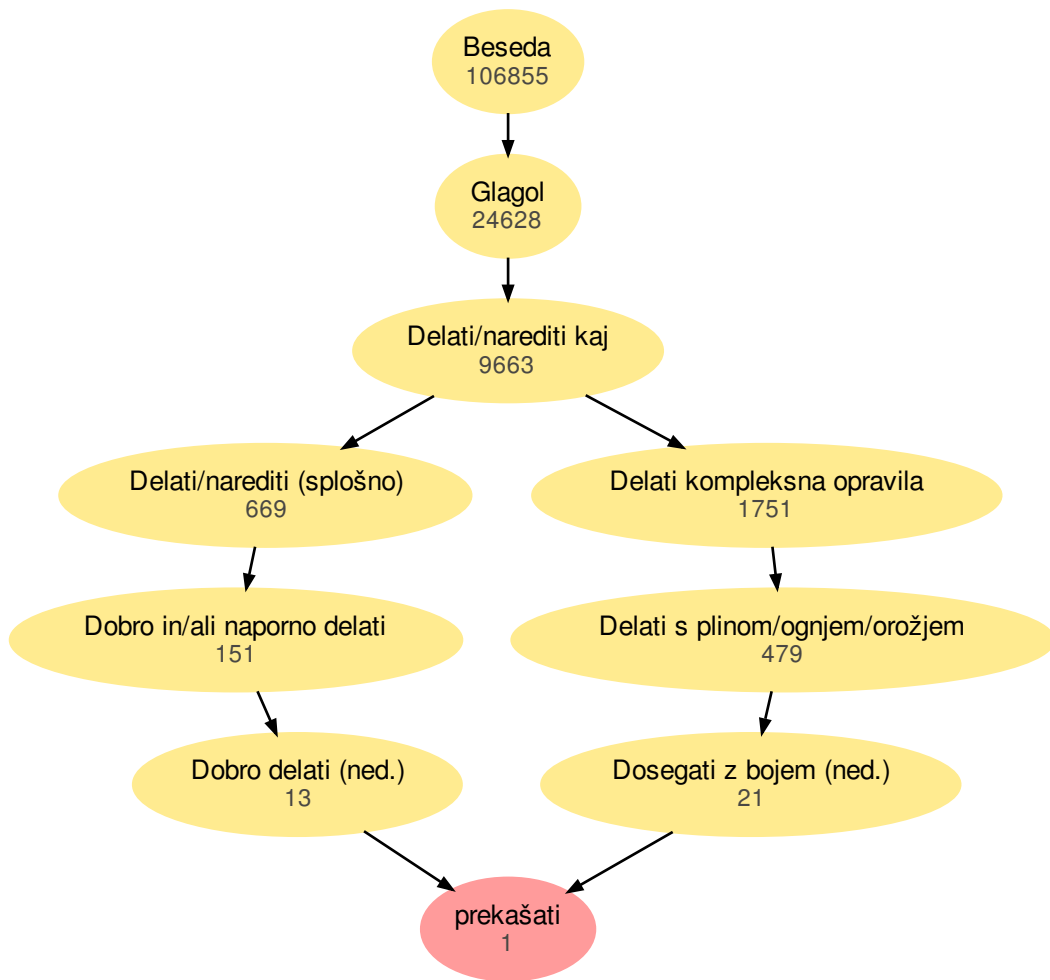 Beseda
106855
Glagol
24628
Delati/narediti kaj
9663
Delati/narediti (splošno)
669
Delati kompleksna opravila
1751
Dobro in/ali naporno delati
151
Delati s plinom/ognjem/orožjem
479
Dobro delati (ned.)
13
Dosegati z bojem (ned.)
21
prekašati
1